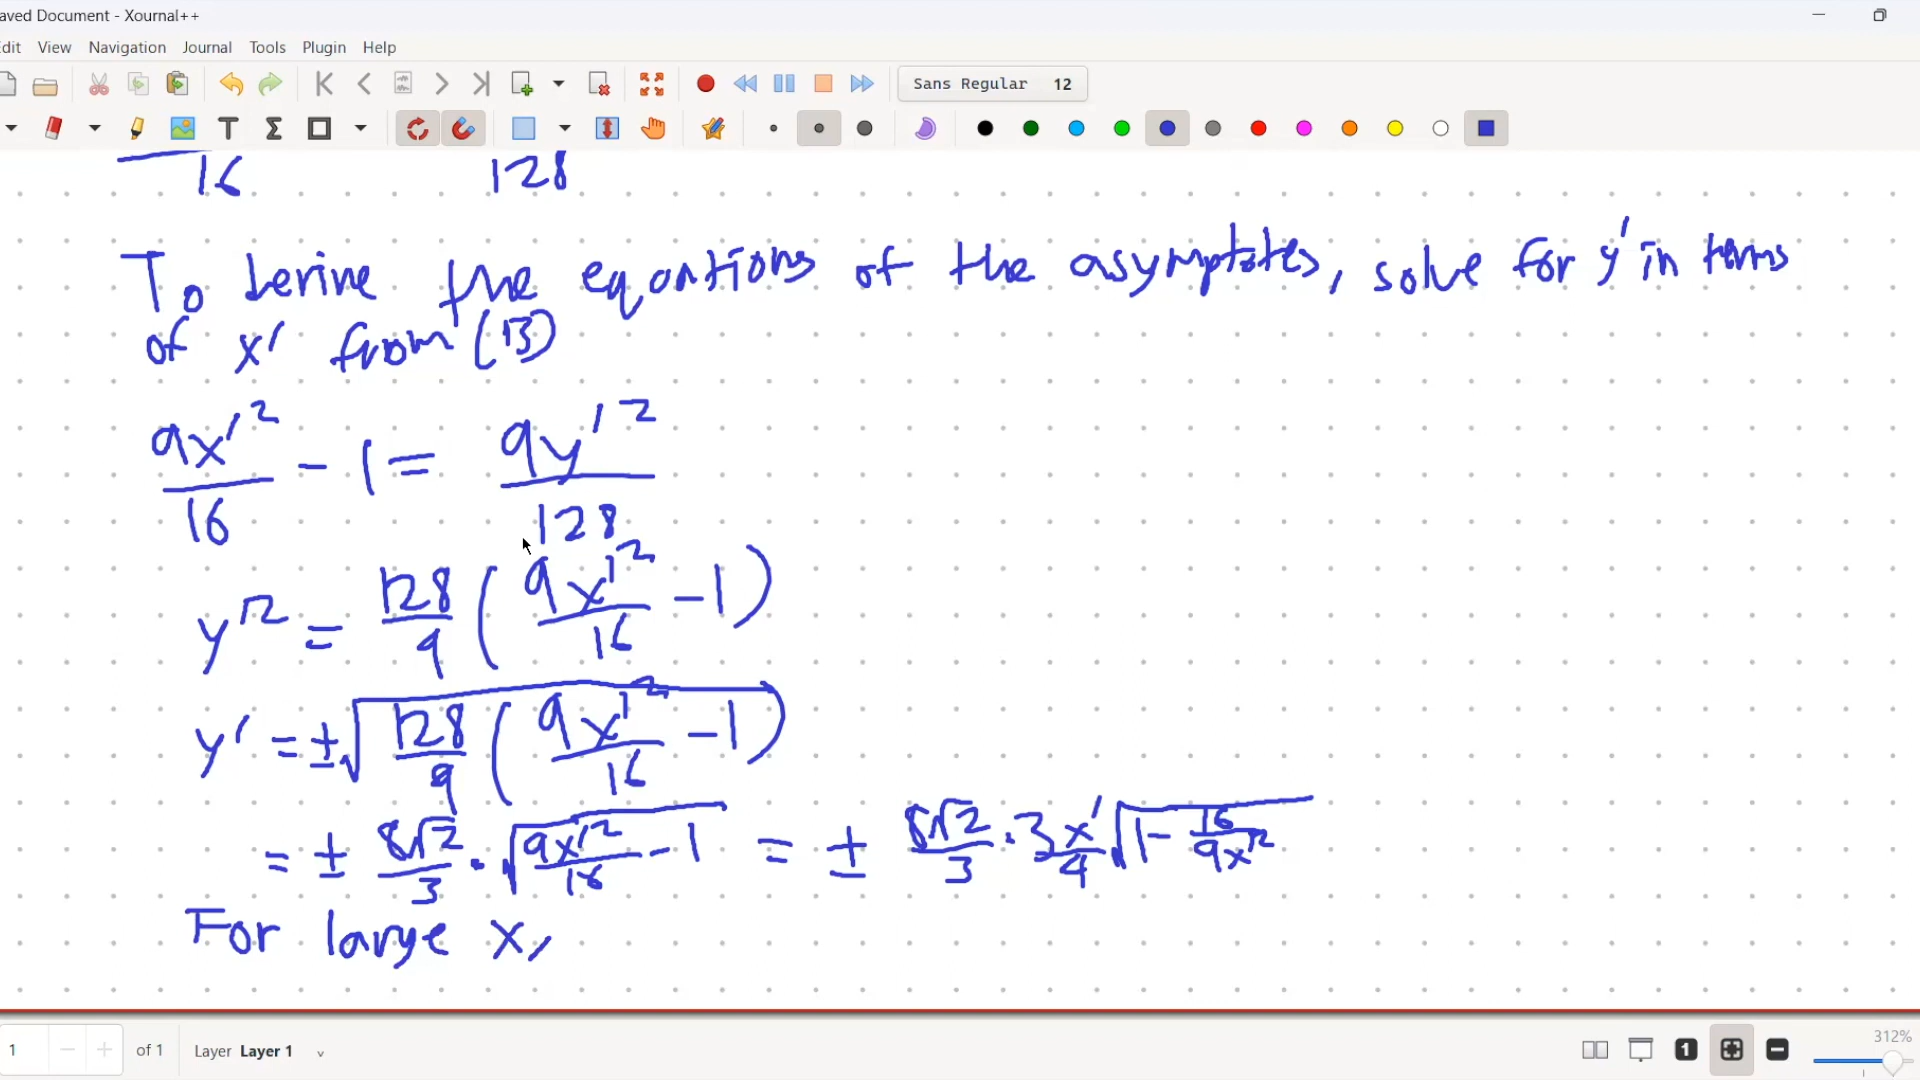 aved Document - Xournal++
dit View Navigation Journal Tools Plugin Help
Sans Regular 12
16 128
To derive the equations of the asymptotes, solve for y' in terms
of x' from (13)
9x'²/16 - 1 = 9y'²/128
y'² = 128/9 (9x'²/16 - 1)
y' = ±√(128/9 (9x'²/16 - 1))
= ± 8√2/3 · √(9x'²/16 - 1) = ± 8√2/3 · 3x'/4 √(1 - 16/9x'²)
For large x,
1 of 1 Layer Layer 1
312%